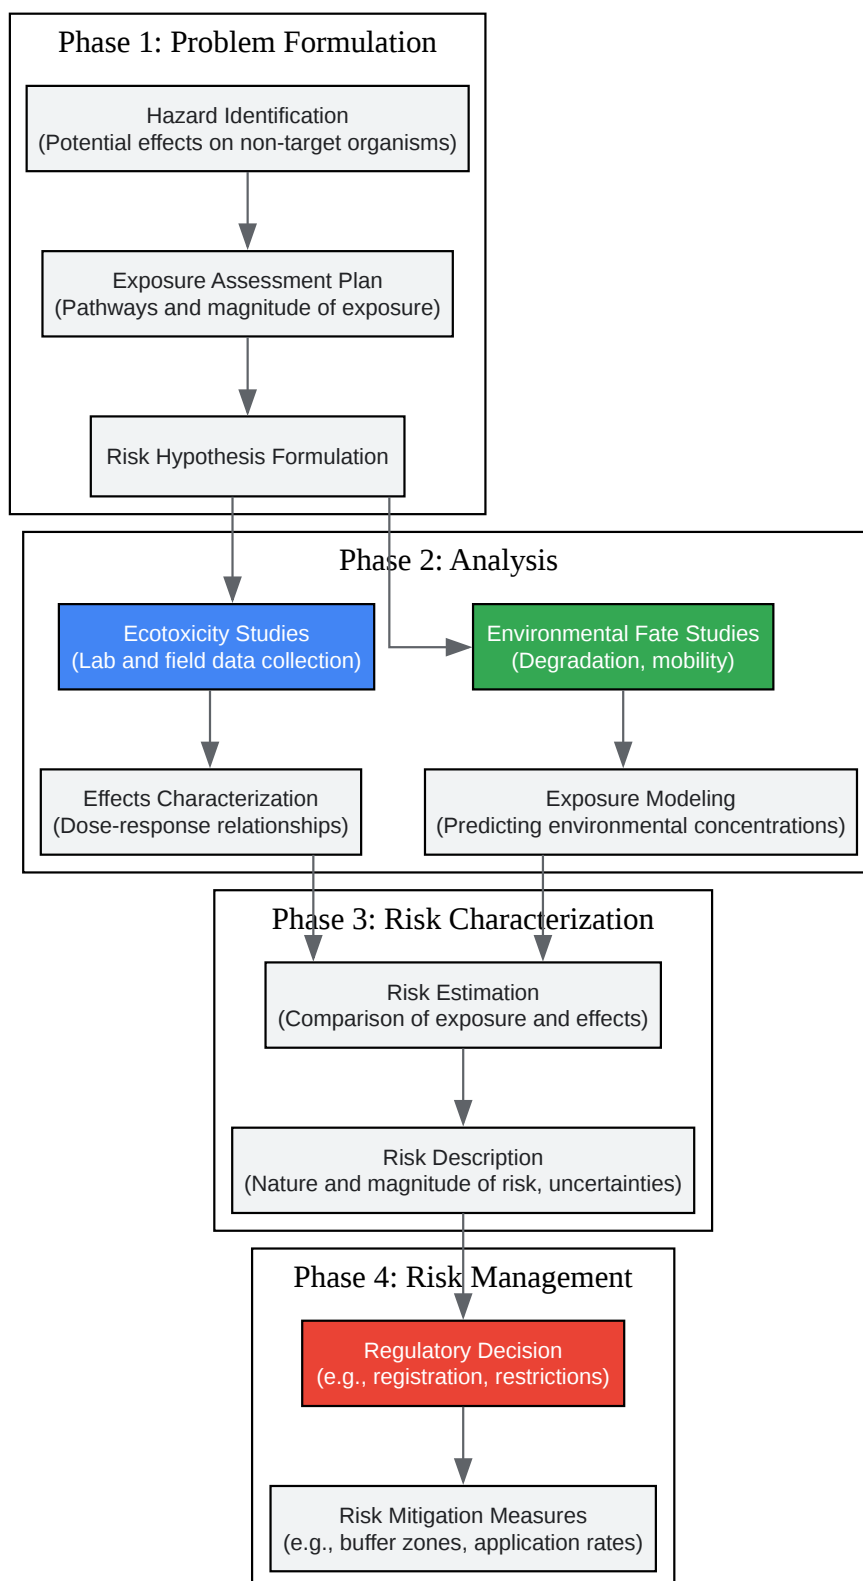 Phase 1: Problem Formulation
Hazard Identification
(Potential effects on non-target organisms)
Exposure Assessment Plan
(Pathways and magnitude of exposure)
Risk Hypothesis Formulation
Phase 2: Analysis
Ecotoxicity Studies
(Lab and field data collection)
Environmental Fate Studies
(Degradation, mobility)
Effects Characterization
(Dose-response relationships)
Exposure Modeling
(Predicting environmental concentrations)
Phase 3: Risk Characterization
Risk Estimation
(Comparison of exposure and effects)
Risk Description
(Nature and magnitude of risk, uncertainties)
Phase 4: Risk Management
Regulatory Decision
(e.g., registration, restrictions)
Risk Mitigation Measures
(e.g., buffer zones, application rates)